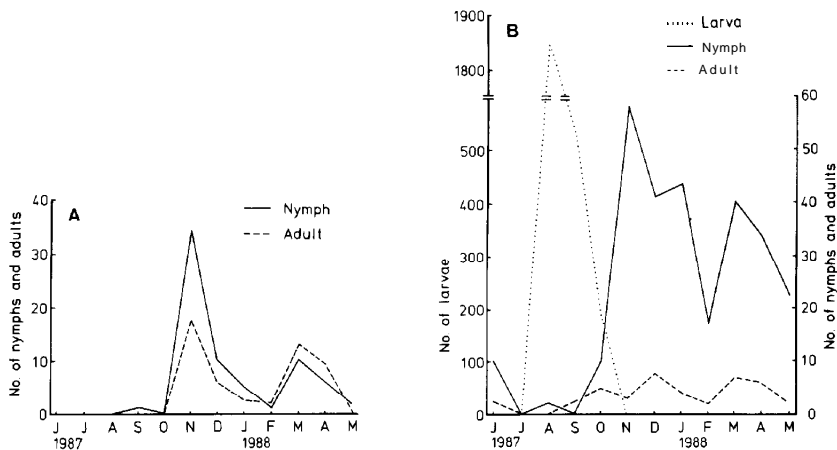 A
Nymph
Adult
No. of nymphs and adults
40
30
20
10
0
J J A S O N D J F M A M
1987 1988
B
Larva
Nymph
Adult
No. of larvae
1900
1800
500
400
300
200
100
0
No. of nymphs and adults
60
50
40
30
20
10
0
J J A S O N D J F M A M
1987 1988